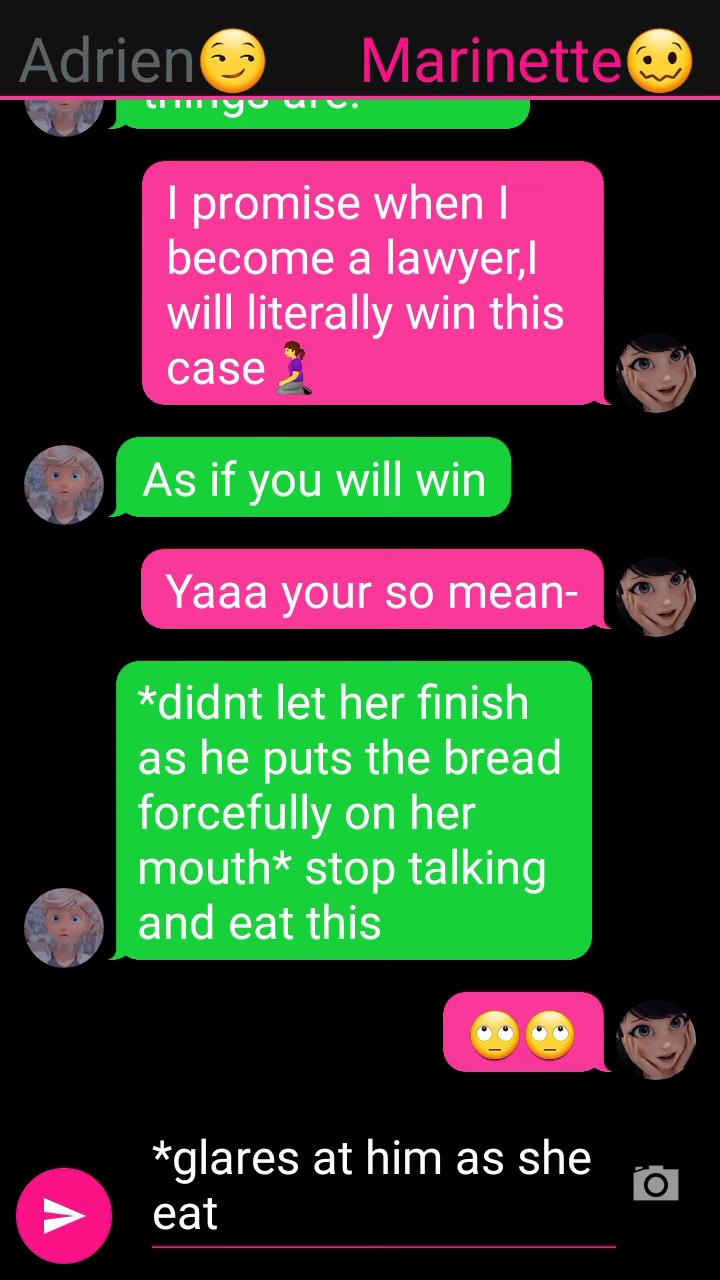 Adrien😏 Marinette🥴
things are.
I promise when I
become a lawyer,I
will literally win this
case🧎‍♀️
As if you will win
Yaaa your so mean-
*didnt let her finish
as he puts the bread
forcefully on her
mouth* stop talking
and eat this
🙄🙄
*glares at him as she
eat